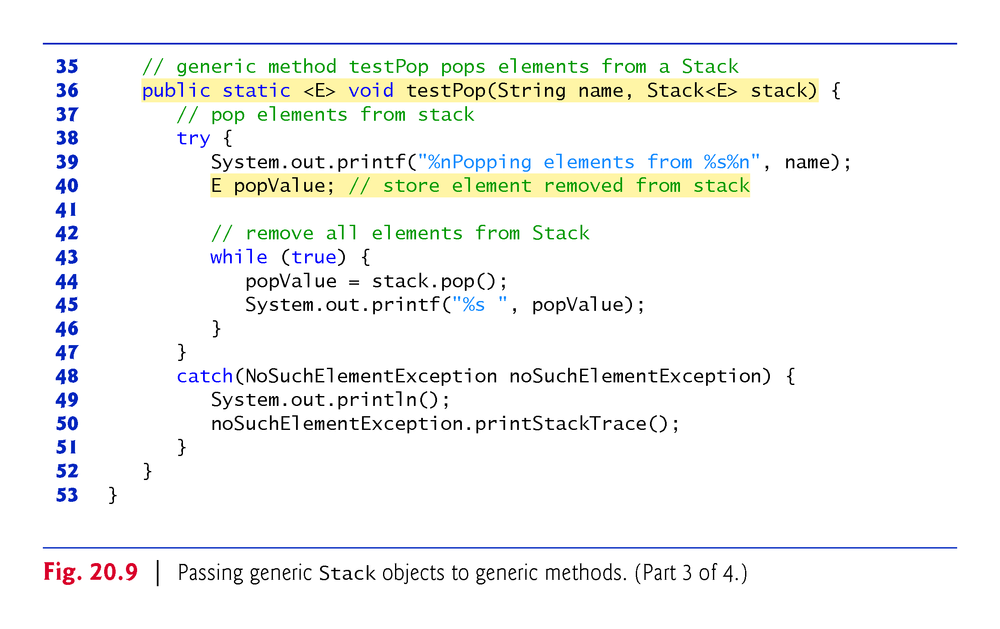 35 // generic method testPop pops elements from a Stack
36 public static <E> void testPop(String name, Stack<E> stack) {
37 // pop elements from stack
38 try {
39 System.out.printf("%nPopping elements from %s%n", name);
40 E popValue; // store element removed from stack
41
42 // remove all elements from Stack
43 while (true) {
44 popValue = stack.pop();
45 System.out.printf("%s ", popValue);
46 }
47 }
48 catch(NoSuchElementException noSuchElementException) {
49 System.out.println();
50 noSuchElementException.printStackTrace();
51 }
52 }
53 }
Fig. 20.9 | Passing generic Stack objects to generic methods. (Part 3 of 4.)